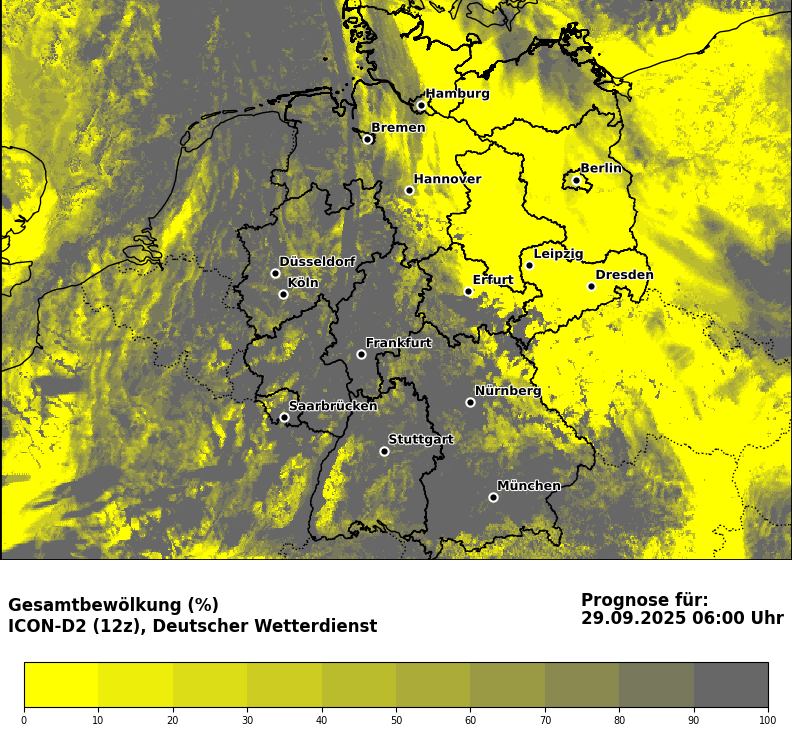 Hamburg
Bremen
Hannover
Berlin
Düsseldorf
Köln
Leipzig
Erfurt
Dresden
Frankfurt
Nürnberg
Saarbrücken
Stuttgart
München
Gesamtbewölkung (%)
ICON-D2 (12z), Deutscher Wetterdienst
Prognose für:
29.09.2025 06:00 Uhr
0 10 20 30 40 50 60 70 80 90 100